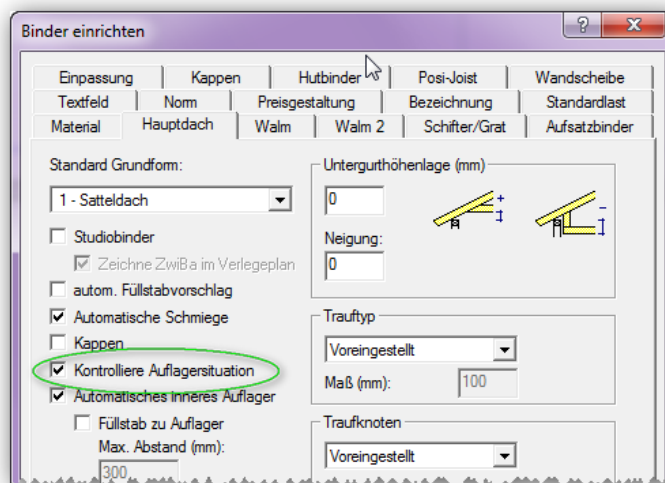 Binder einrichten
Einpassung Kappen Hutbinder Posi-Joist Wandscheibe
Textfeld Norm Preisgestaltung Bezeichnung Standardlast
Material Hauptdach Walm Walm 2 Schifter/Grat Aufsatzbinder
Standard Grundform:
1 - Satteldach
Studiobinder
Zeichne ZwiBa im Verlegeplan
autom. Füllstabvorschlag
Automatische Schmiege
Kappen
Kontrolliere Auflagersituation
Automatisches inneres Auflager
Füllstab zu Auflager
Max. Abstand (mm):
300
Untergurthöhenlage (mm)
0
+
-
Neigung:
0
Trauftyp
Voreingestellt
Maß (mm): 100
Traufknoten
Voreingestellt